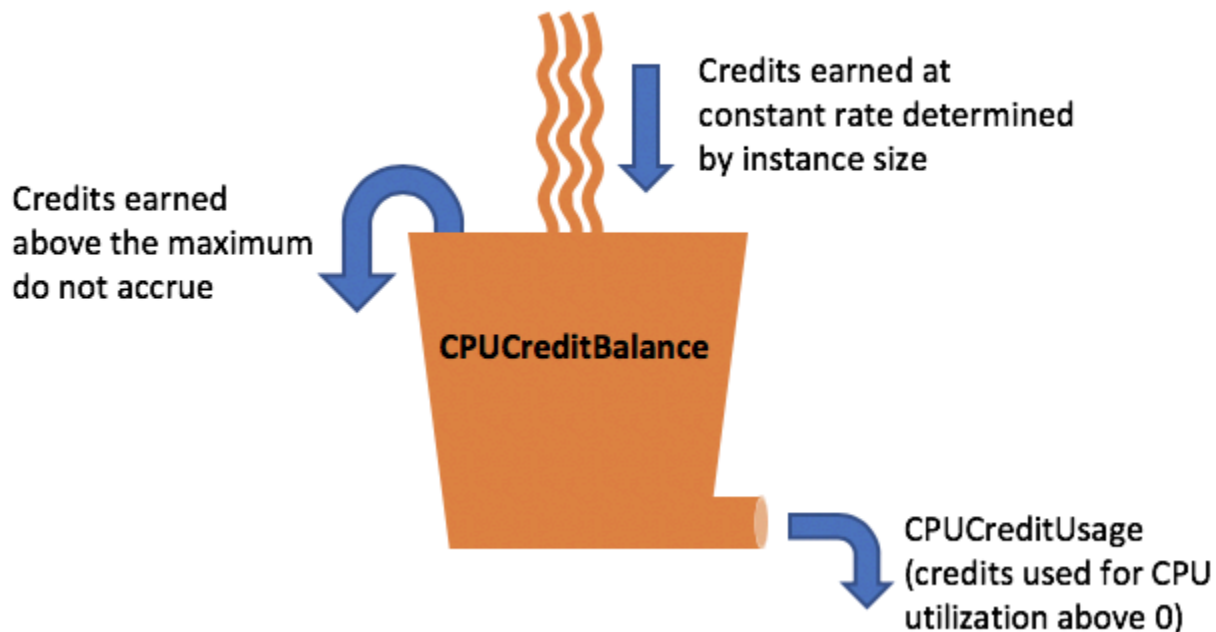 Credits earned at
constant rate determined
by instance size
Credits earned
above the maximum
do not accrue
CPUCreditBalance
CPUCreditUsage
(credits used for CPU
utilization above 0)